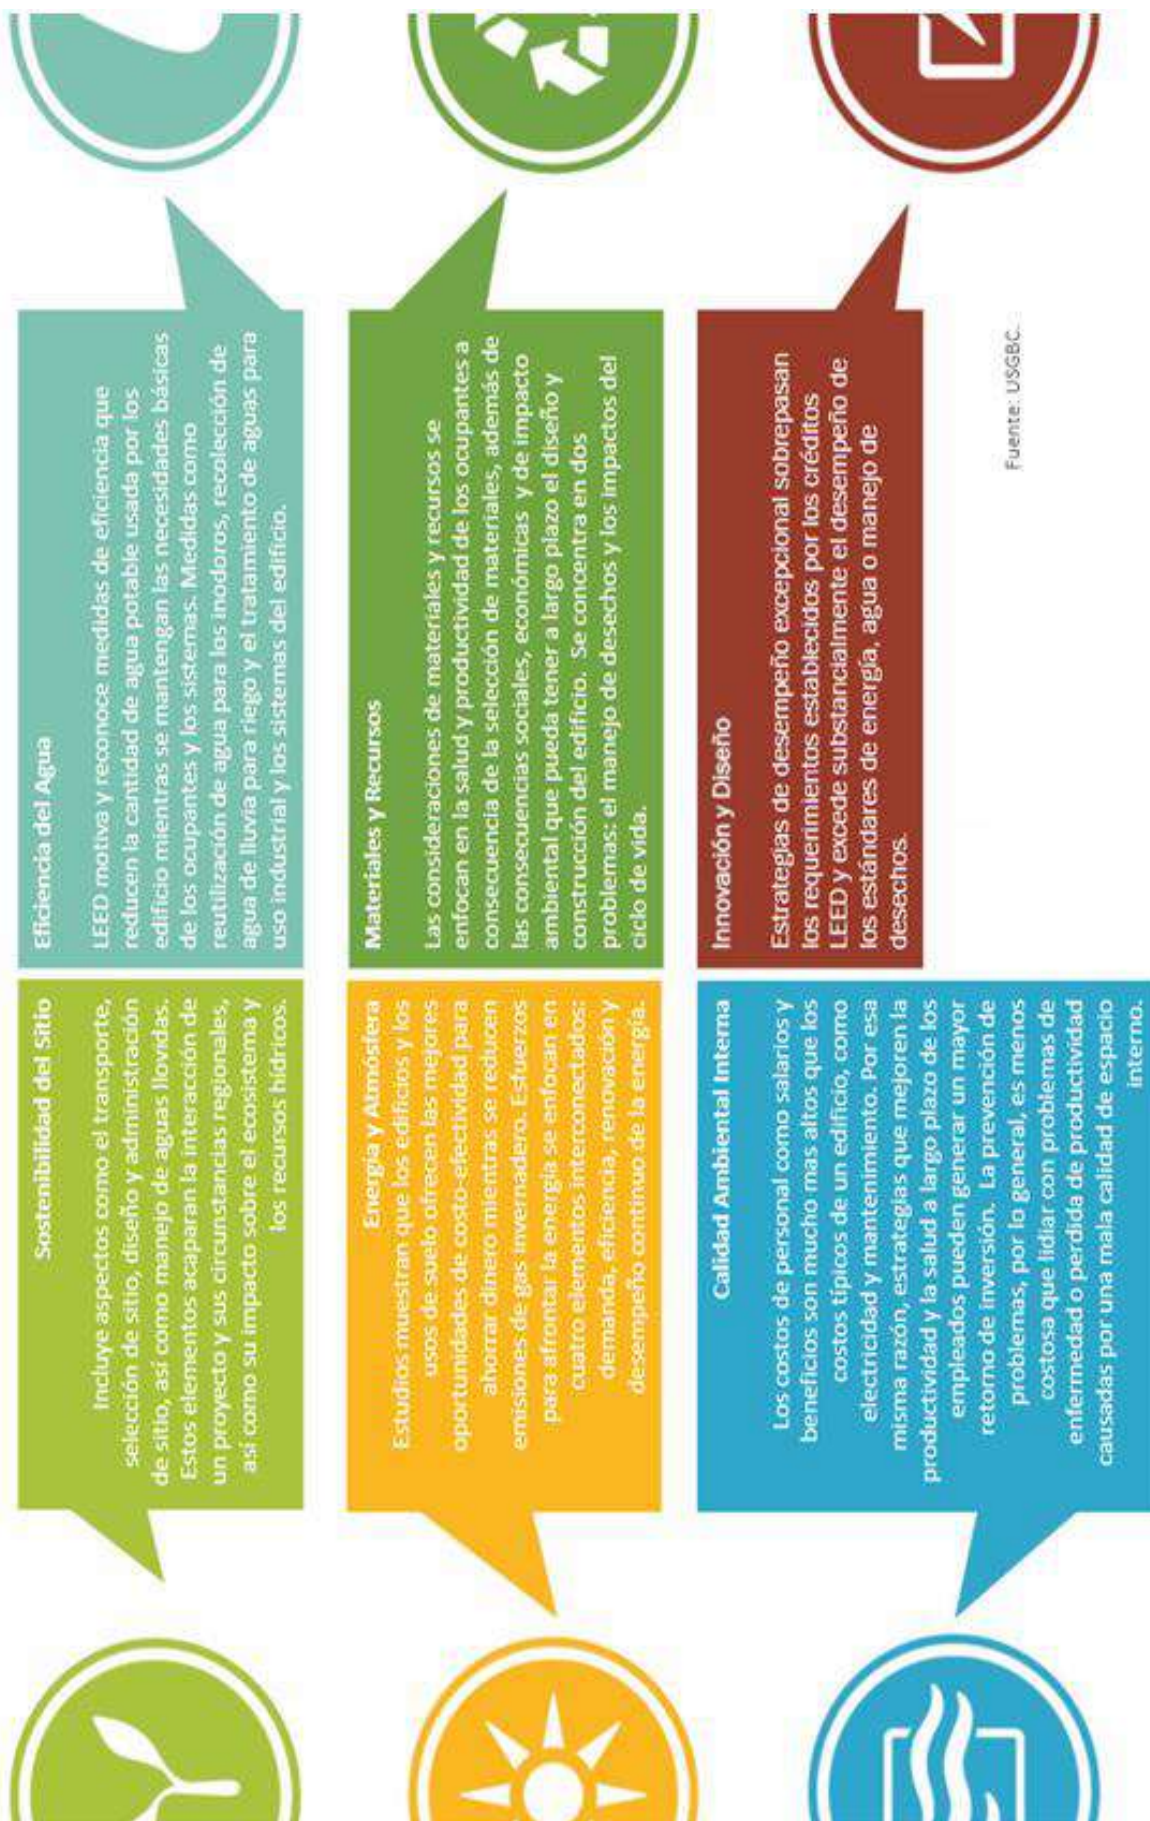 Sostenibilidad del Sitio
Incluye aspectos como el transporte,
selección de sitio, diseño y administración
de sitio, así como manejo de aguas llovidas.
Estos elementos acaparan la interacción de
un proyecto y sus circunstancias regionales,
así como su impacto sobre el ecosistema y
los recursos hídricos.
Eficiencia del Agua
LEED motiva y reconoce medidas de eficiencia que
reducen la cantidad de agua potable usada por los
edificio mientras se mantengan las necesidades básicas
de los ocupantes y los sistemas. Medidas como
reutilización de agua para los inodoros, recolección de
agua de lluvia para riego y el tratamiento de aguas para
uso industrial y los sistemas del edificio.
Energía y Atmósfera
Estudios muestran que los edificios y los
usos de suelo ofrecen las mejores
oportunidades de costo-efectividad para
ahorrar dinero mientras se reducen
emisiones de gas invernadero. Esfuerzos
para afrontar la energía se enfocan en
cuatro elementos interconectados:
demanda, eficiencia, renovación y
desempeño continuo de la energía.
Materiales y Recursos
Las consideraciones de materiales y recursos se
enfocan en la salud y productividad de los ocupantes a
consecuencia de la selección de materiales, además de
las consecuencias sociales, económicas y de impacto
ambiental que pueda tener a largo plazo el diseño y
construcción del edificio. Se concentra en dos
problemas: el manejo de desechos y los impactos del
ciclo de vida.
Calidad Ambiental Interna
Los costos de personal como salarios y
beneficios son mucho mas altos que los
costos típicos de un edificio, como
electricidad y mantenimiento. Por esa
misma razón, estrategias que mejoren la
productividad y la salud a largo plazo de los
empleados pueden generar un mayor
retorno de inversión. La prevención de
problemas, por lo general, es menos
costosa que lidiar con problemas de
enfermedad o perdida de productividad
causadas por una mala calidad de espacio
interno.
Innovación y Diseño
Estrategias de desempeño excepcional sobrepasan
los requerimientos establecidos por los créditos
LEED y excede substancialmente el desempeño de
los estándares de energía, agua o manejo de
desechos.
Fuente: USGBC.